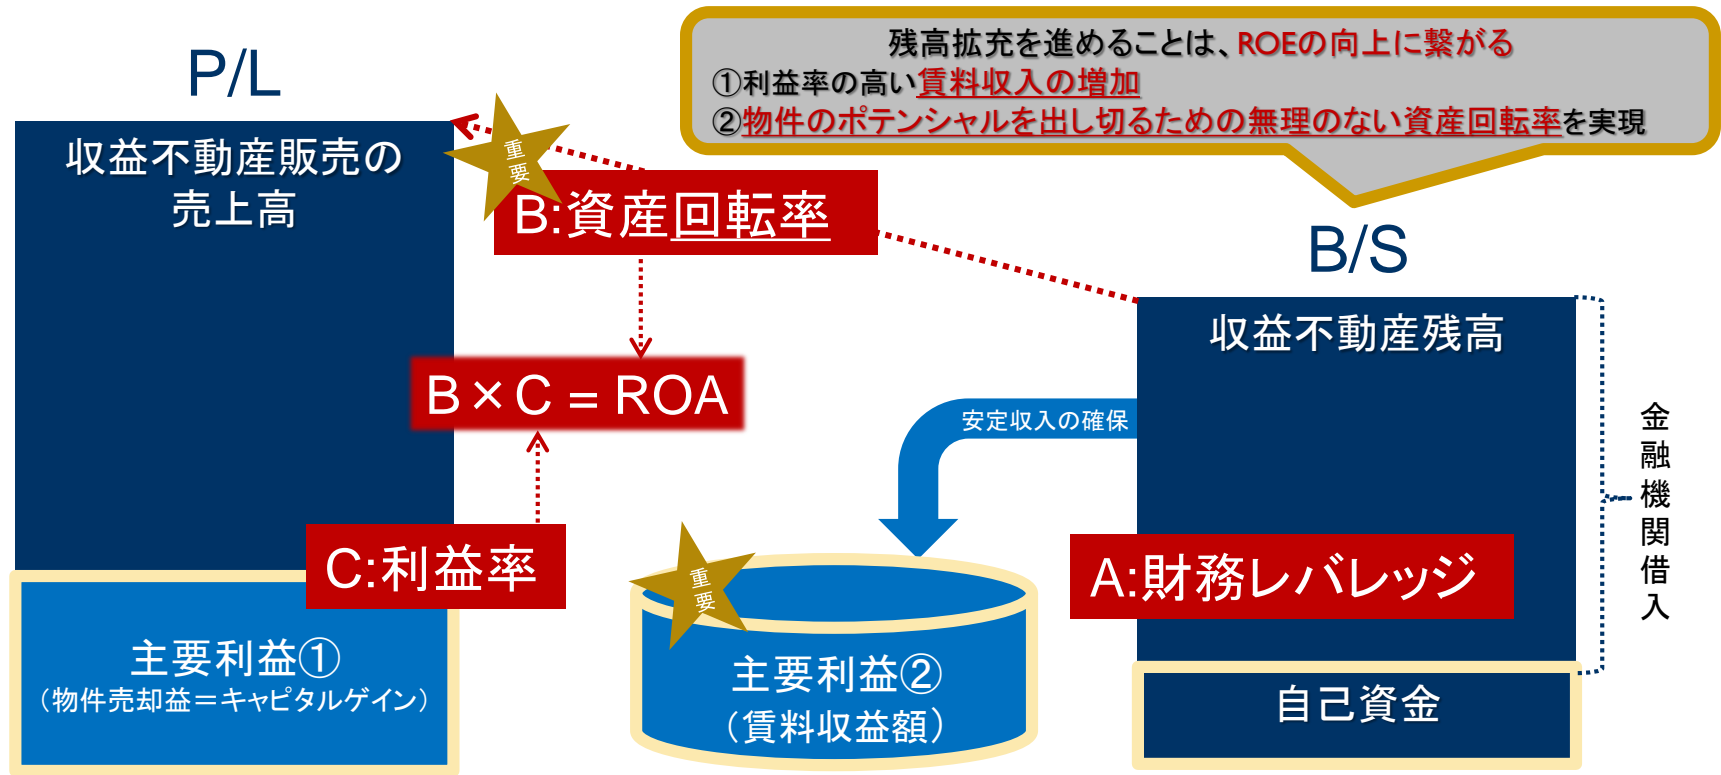 残高拡充を進めることは、ROEの向上に繋がる
①利益率の高い賃料収入の増加
②物件のポテンシャルを出し切るための無理のない資産回転率を実現
P/L
収益不動産販売の
売上高
重要
B:資産回転率
B/S
収益不動産残高
B×C=ROA
安定収入の確保
金融機関借入
C:利益率
A:財務レバレッジ
重要
主要利益①
（物件売却益＝キャピタルゲイン）
主要利益②
（賃料収益額）
自己資金